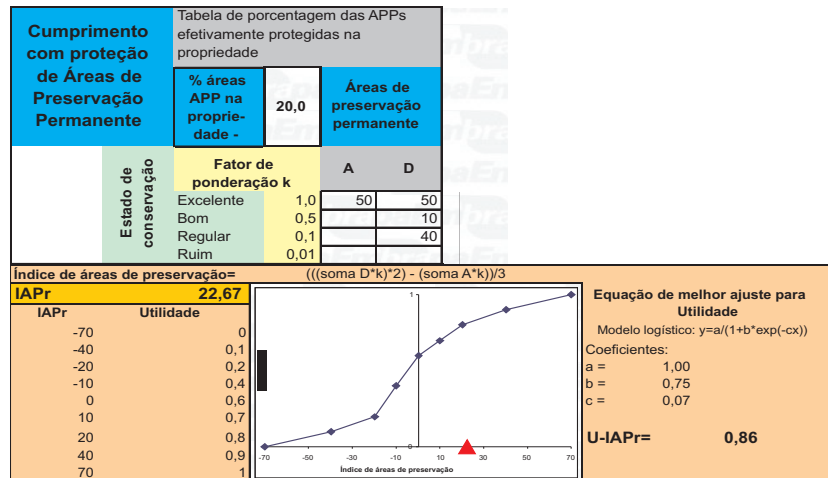 Cumprimento
com proteção
de Áreas de
Preservação
Permanente
Tabela de porcentagem das APPs
efetivamente protegidas na
propriedade
% áreas
APP na
proprie-
dade -
20,0
Áreas de
preservação
permanente
Estado de
conservação
Fator de
ponderação k
A D
Excelente 1,0 50 50
Bom 0,5 10
Regular 0,1 40
Ruim 0,01
Índice de áreas de preservação= (((soma D*k)*2) - (soma A*k))/3
IAPr 22,67
IAPr Utilidade
-70 0
-40 0,1
-20 0,2
-10 0,4
0 0,6
10 0,7
20 0,8
40 0,9
70 1
1
0
-70 -50 -30 -10 10 30 50 70
Índice de áreas de preservação
Equação de melhor ajuste para
Utilidade
Modelo logístico: y=a/(1+b*exp(-cx))
Coeficientes:
a = 1,00
b = 0,75
c = 0,07
U-IAPr= 0,86